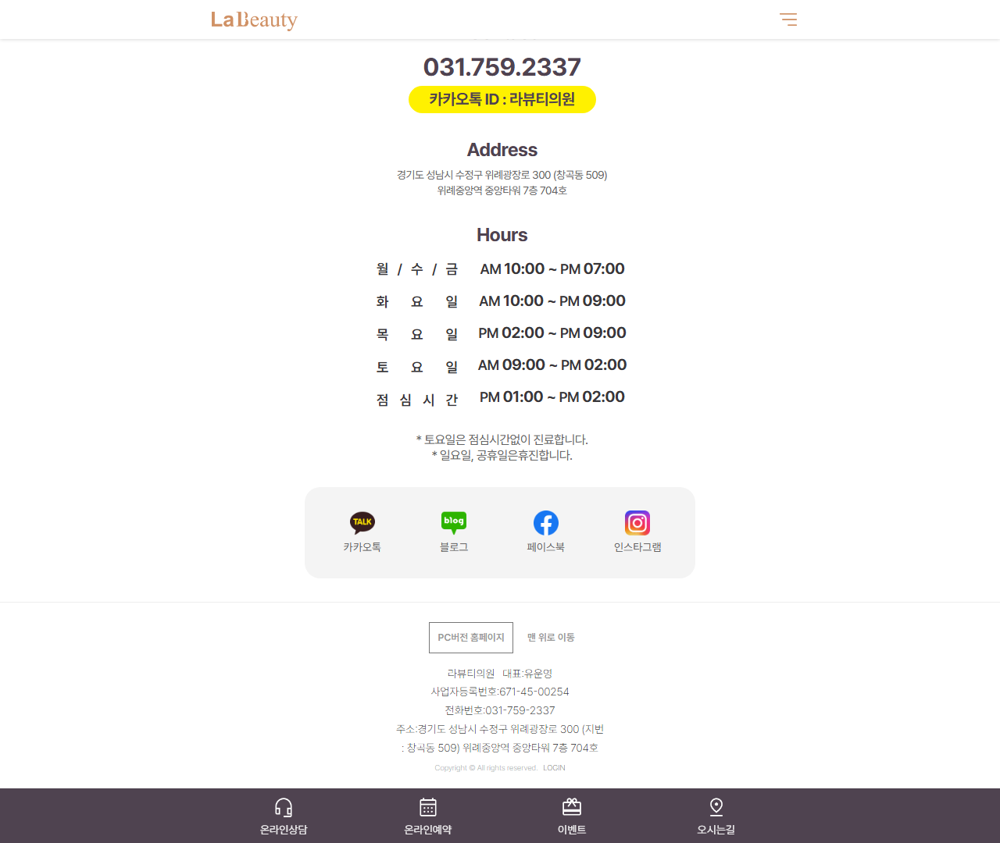 La Beauty
031.759.2337
카카오톡 ID : 라뷰티의원
Address
경기도 성남시 수정구 위례광장로 300 (창곡동 509)
위례중앙역 중앙타워 7층 704호
Hours
월 / 수 / 금 AM 10:00 ~ PM 07:00
화 요 일 AM 10:00 ~ PM 09:00
목 요 일 PM 02:00 ~ PM 09:00
토 요 일 AM 09:00 ~ PM 02:00
점 심 시 간 PM 01:00 ~ PM 02:00
* 토요일은 점심시간없이 진료합니다.
* 일요일, 공휴일은휴진합니다.
TALK blog
카카오톡 블로그 페이스북 인스타그램
PC버전 홈페이지 맨 위로 이동
라뷰티의원 대표:유운영
사업자등록번호:671-45-00254
전화번호:031-759-2337
주소:경기도 성남시 수정구 위례광장로 300 (지번
: 창곡동 509) 위례중앙역 중앙타워 7층 704호
Copyright © All rights reserved. LOGIN
온라인상담 온라인예약 이벤트 오시는길